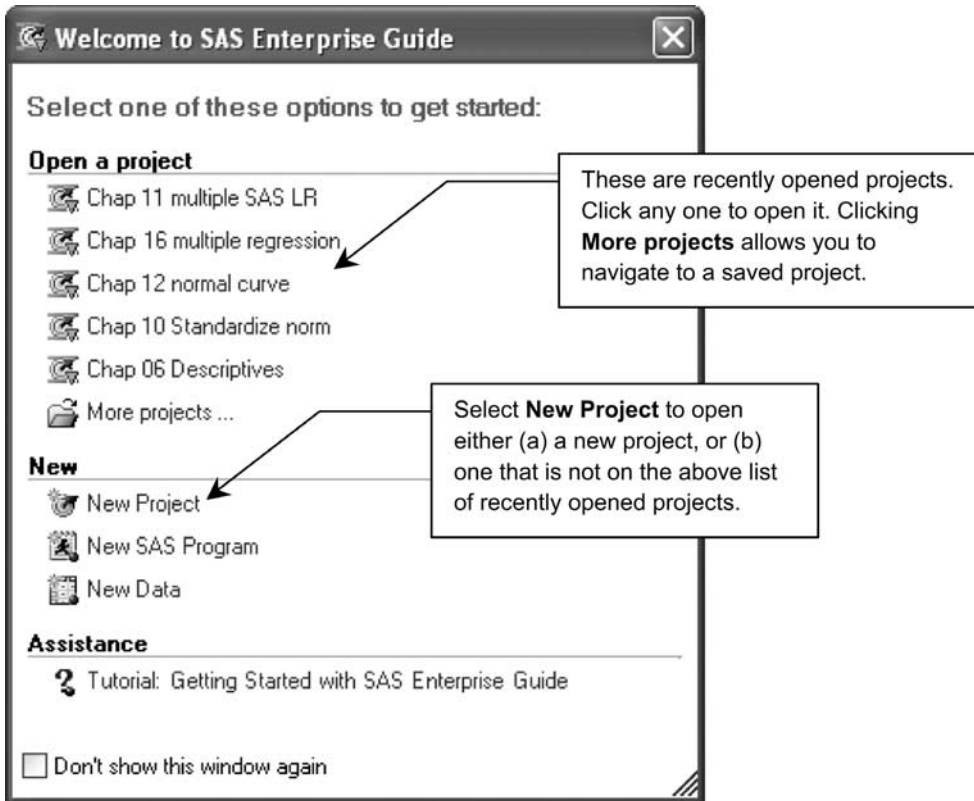 Welcome to SAS Enterprise Guide
Select one of these options to get started:
Open a project
Chap 11 multiple SAS LR
Chap 16 multiple regression
Chap 12 normal curve
Chap 10 Standardize norm
Chap 06 Descriptives
More projects ...
These are recently opened projects.
Click any one to open it. Clicking
More projects allows you to
navigate to a saved project.
New
New Project
New SAS Program
New Data
Select New Project to open
either (a) a new project, or (b)
one that is not on the above list
of recently opened projects.
Assistance
Tutorial: Getting Started with SAS Enterprise Guide
Don't show this window again